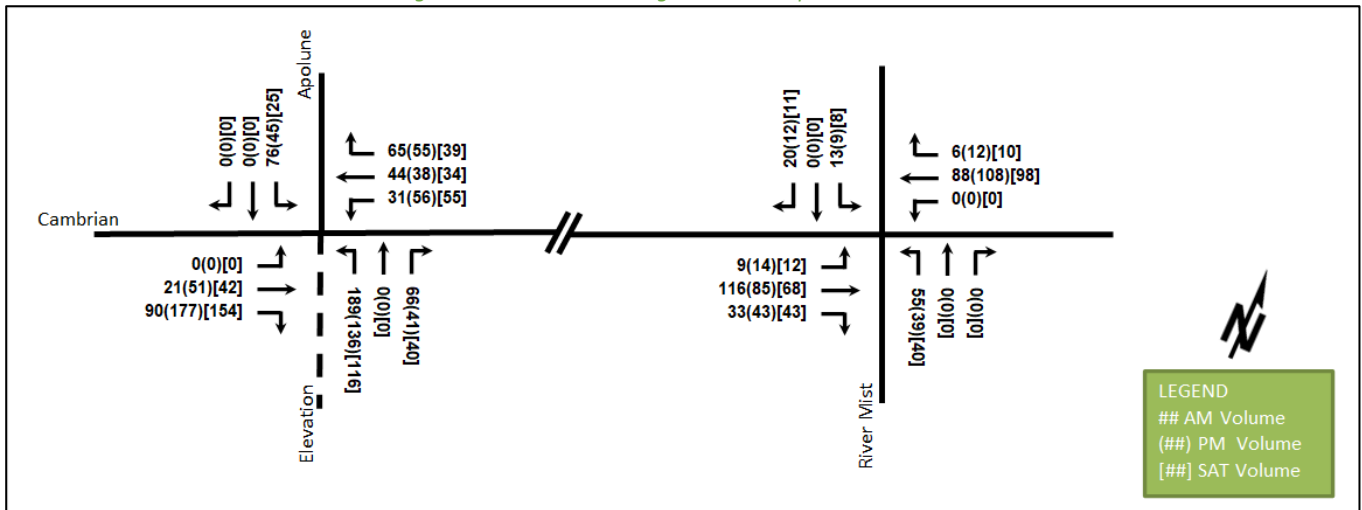 Apolune
0(0)[0]
0(0)[0]
76(45)[25]
65(55)[39]
44(38)[34]
31(56)[55]
Cambrian
0(0)[0]
21(51)[42]
90(177)[154]
189(136)[116]
0(0)[0]
66(41)[40]
Elevation
20(12)[11]
0(0)[0]
13(9)[8]
6(12)[10]
88(108)[98]
0(0)[0]
9(14)[12]
116(85)[68]
33(43)[43]
55(39)[40]
0(0)[0]
0(0)[0]
River Mist
N
LEGEND
## AM Volume
(##) PM Volume
[##] SAT Volume